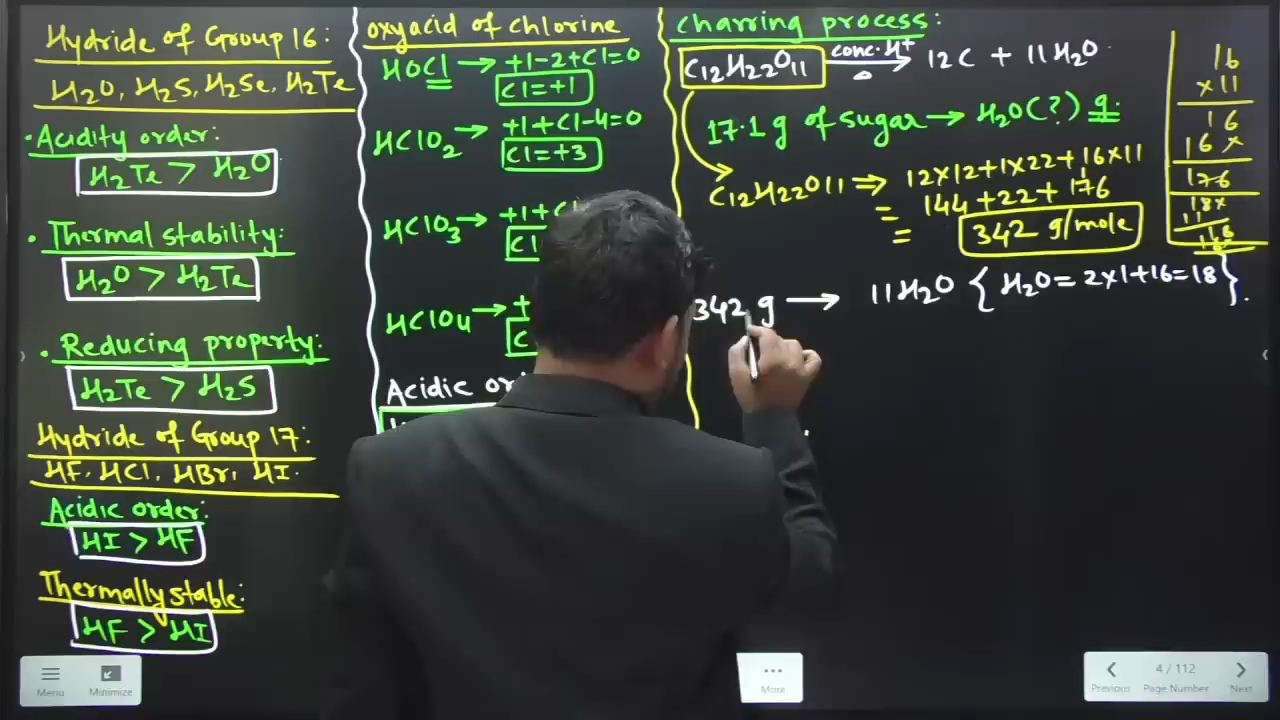 Hydride of Group 16:
H2O, H2S, H2Se, H2Te
• Acidity order:
H2Te > H2O
• Thermal stability:
H2O > H2Te
• Reducing property:
H2Te > H2S
Hydride of Group 17:
HF, HCl, HBr, HI.
Acidic order:
HI > HF
Thermally stable:
HF > HI
oxyacid of chlorine
HOCl → +1-2+Cl=0
Cl=+1
HClO2 → +1+Cl-4=0
Cl=+3
HClO3 → +1+
HClO4 → +
Acidic
charring process:
C12H22O11 conc. H+ Δ → 12C + 11H2O
17.1 g of sugar → H2O(?) g.
C12H22O11 ⇒ 12×12+1×22+16×11
= 144+22+176
= 342 g/mole
342 g → 11H2O { H2O = 2×1+16=18 }.
16
×11
16
16×
176
18×
11
Menu
Minimize
More
4 / 112
Previous Page Number Next